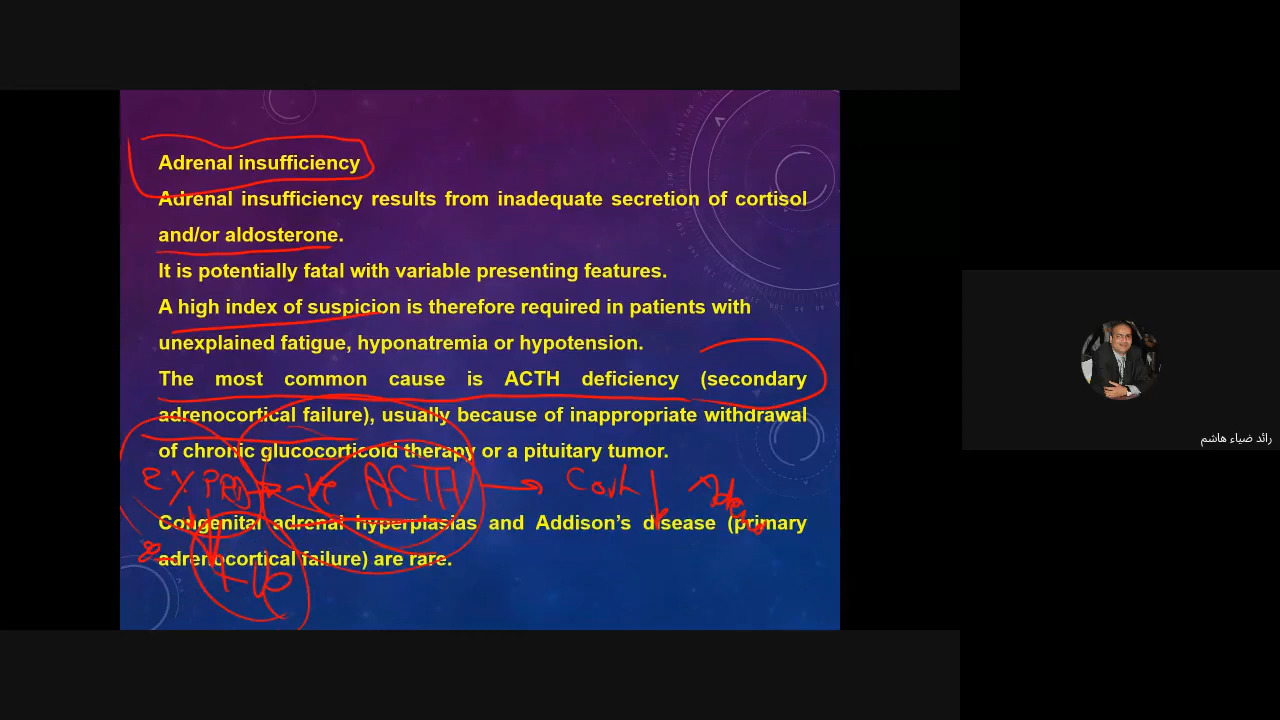 Adrenal insufficiency
Adrenal insufficiency results from inadequate secretion of cortisol
and/or aldosterone.
It is potentially fatal with variable presenting features.
A high index of suspicion is therefore required in patients with
unexplained fatigue, hyponatremia or hypotension.
The most common cause is ACTH deficiency (secondary
adrenocortical failure), usually because of inappropriate withdrawal
of chronic glucocorticoid therapy or a pituitary tumor.
-ve ACTH
Congenital adrenal hyperplasias and Addison's disease (primary
adrenocortical failure) are rare.
رائد ضياء هاشم